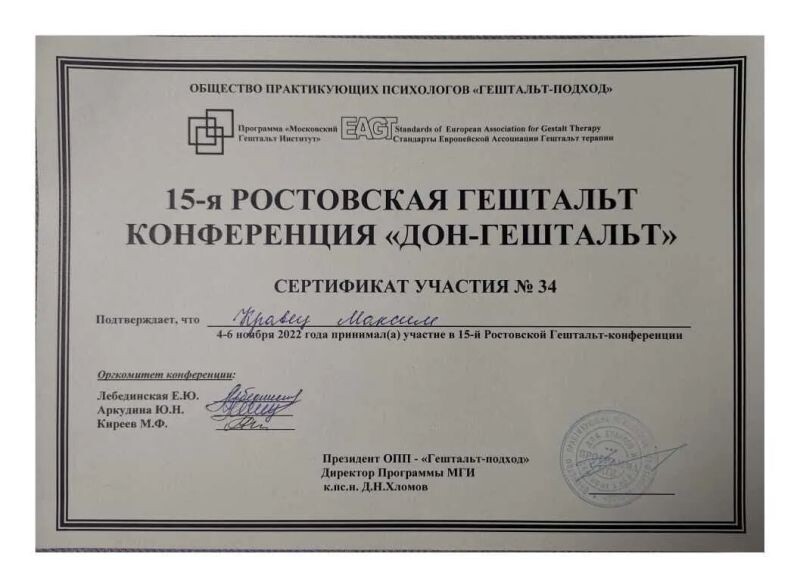 ОБЩЕСТВО ПРАКТИКУЮЩИХ ПСИХОЛОГОВ «ГЕШТАЛЬТ-ПОДХОД»
Программа «Московский
Гештальт Институт»
EAGT
Standards of European Association for Gestalt Therapy
Стандарты Европейской Ассоциации Гештальт терапии
15-я РОСТОВСКАЯ ГЕШТАЛЬТ
КОНФЕРЕНЦИЯ «ДОН-ГЕШТАЛЬТ»
СЕРТИФИКАТ УЧАСТИЯ № 34
Подтверждает, что Кравец Максим
4-6 ноября 2022 года принимал(а) участие в 15-й Ростовской Гештальт-конференции
Оргкомитет конференции:
Лебединская Е.Ю.
Аркудина Ю.Н.
Киреев М.Ф.
Президент ОПП - «Гештальт-подход»
Директор Программы МГИ
к.пс.н. Д.Н.Хломов